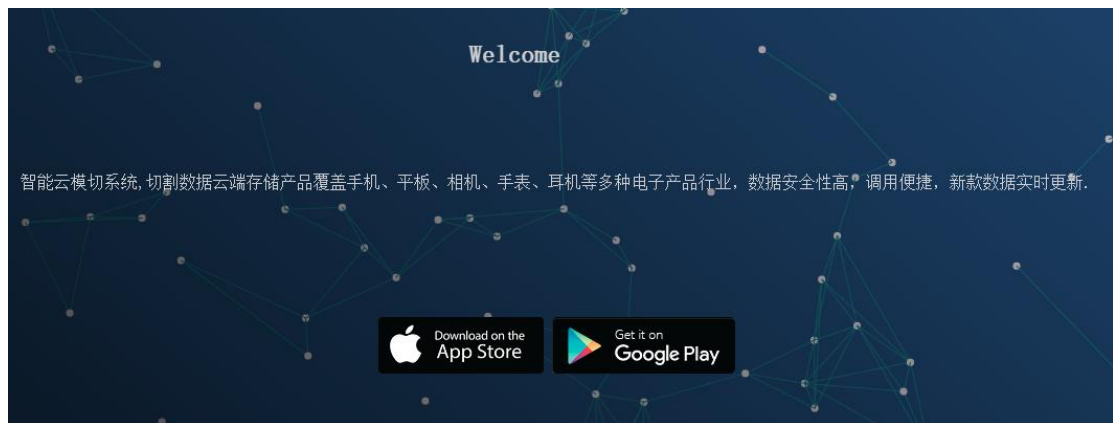 Welcome
智能云模切系统,切割数据云端存储产品覆盖手机、平板、相机、手表、耳机等多种电子产品行业，数据安全性高，调用便捷，新款数据实时更新.
Download on the
App Store
Get it on
Google Play